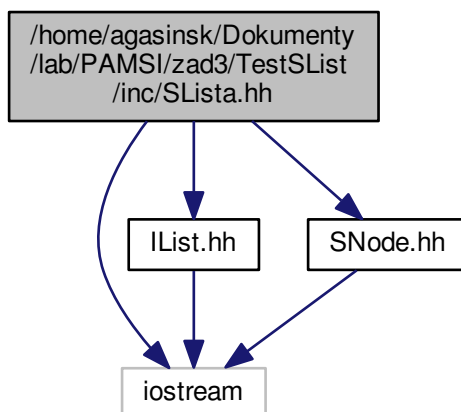 /home/agasinsk/Dokumenty
/lab/PAMSI/zad3/TestSList
/inc/SLista.hh
IList.hh
SNode.hh
iostream